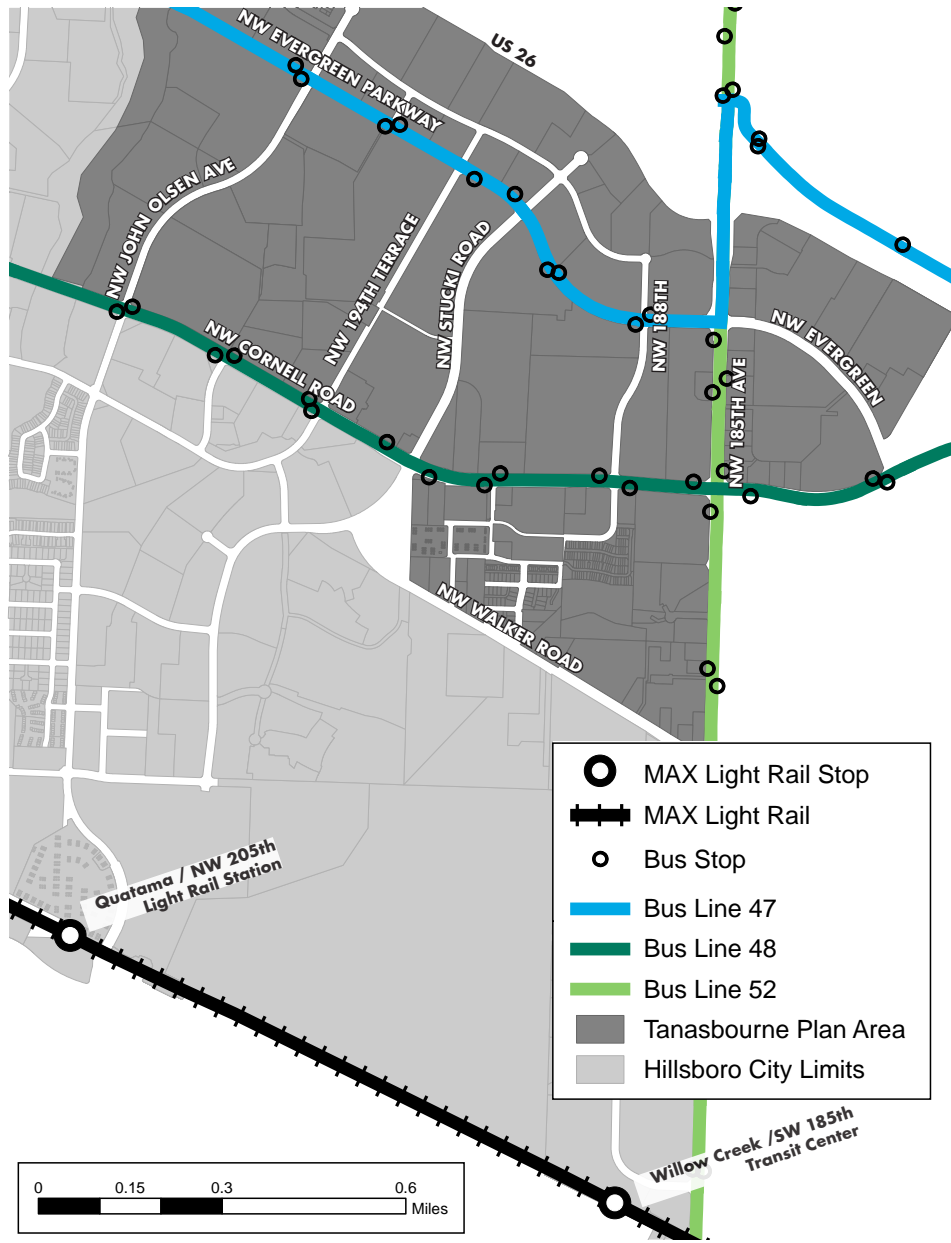 US 26
NW EVERGREEN PARKWAY
NW JOHN OLSEN AVE
NW 194TH TERRACE
NW STUCKI ROAD
NW 188TH
NW EVERGREEN
NW CORNELL ROAD
NW 185TH AVE
NW WALKER ROAD
Quatama / NW 205th
Light Rail Station
MAX Light Rail Stop
MAX Light Rail
Bus Stop
Bus Line 47
Bus Line 48
Bus Line 52
Tanasbourne Plan Area
Hillsboro City Limits
Willow Creek /SW 185th
Transit Center
0 0.15 0.3 0.6
Miles